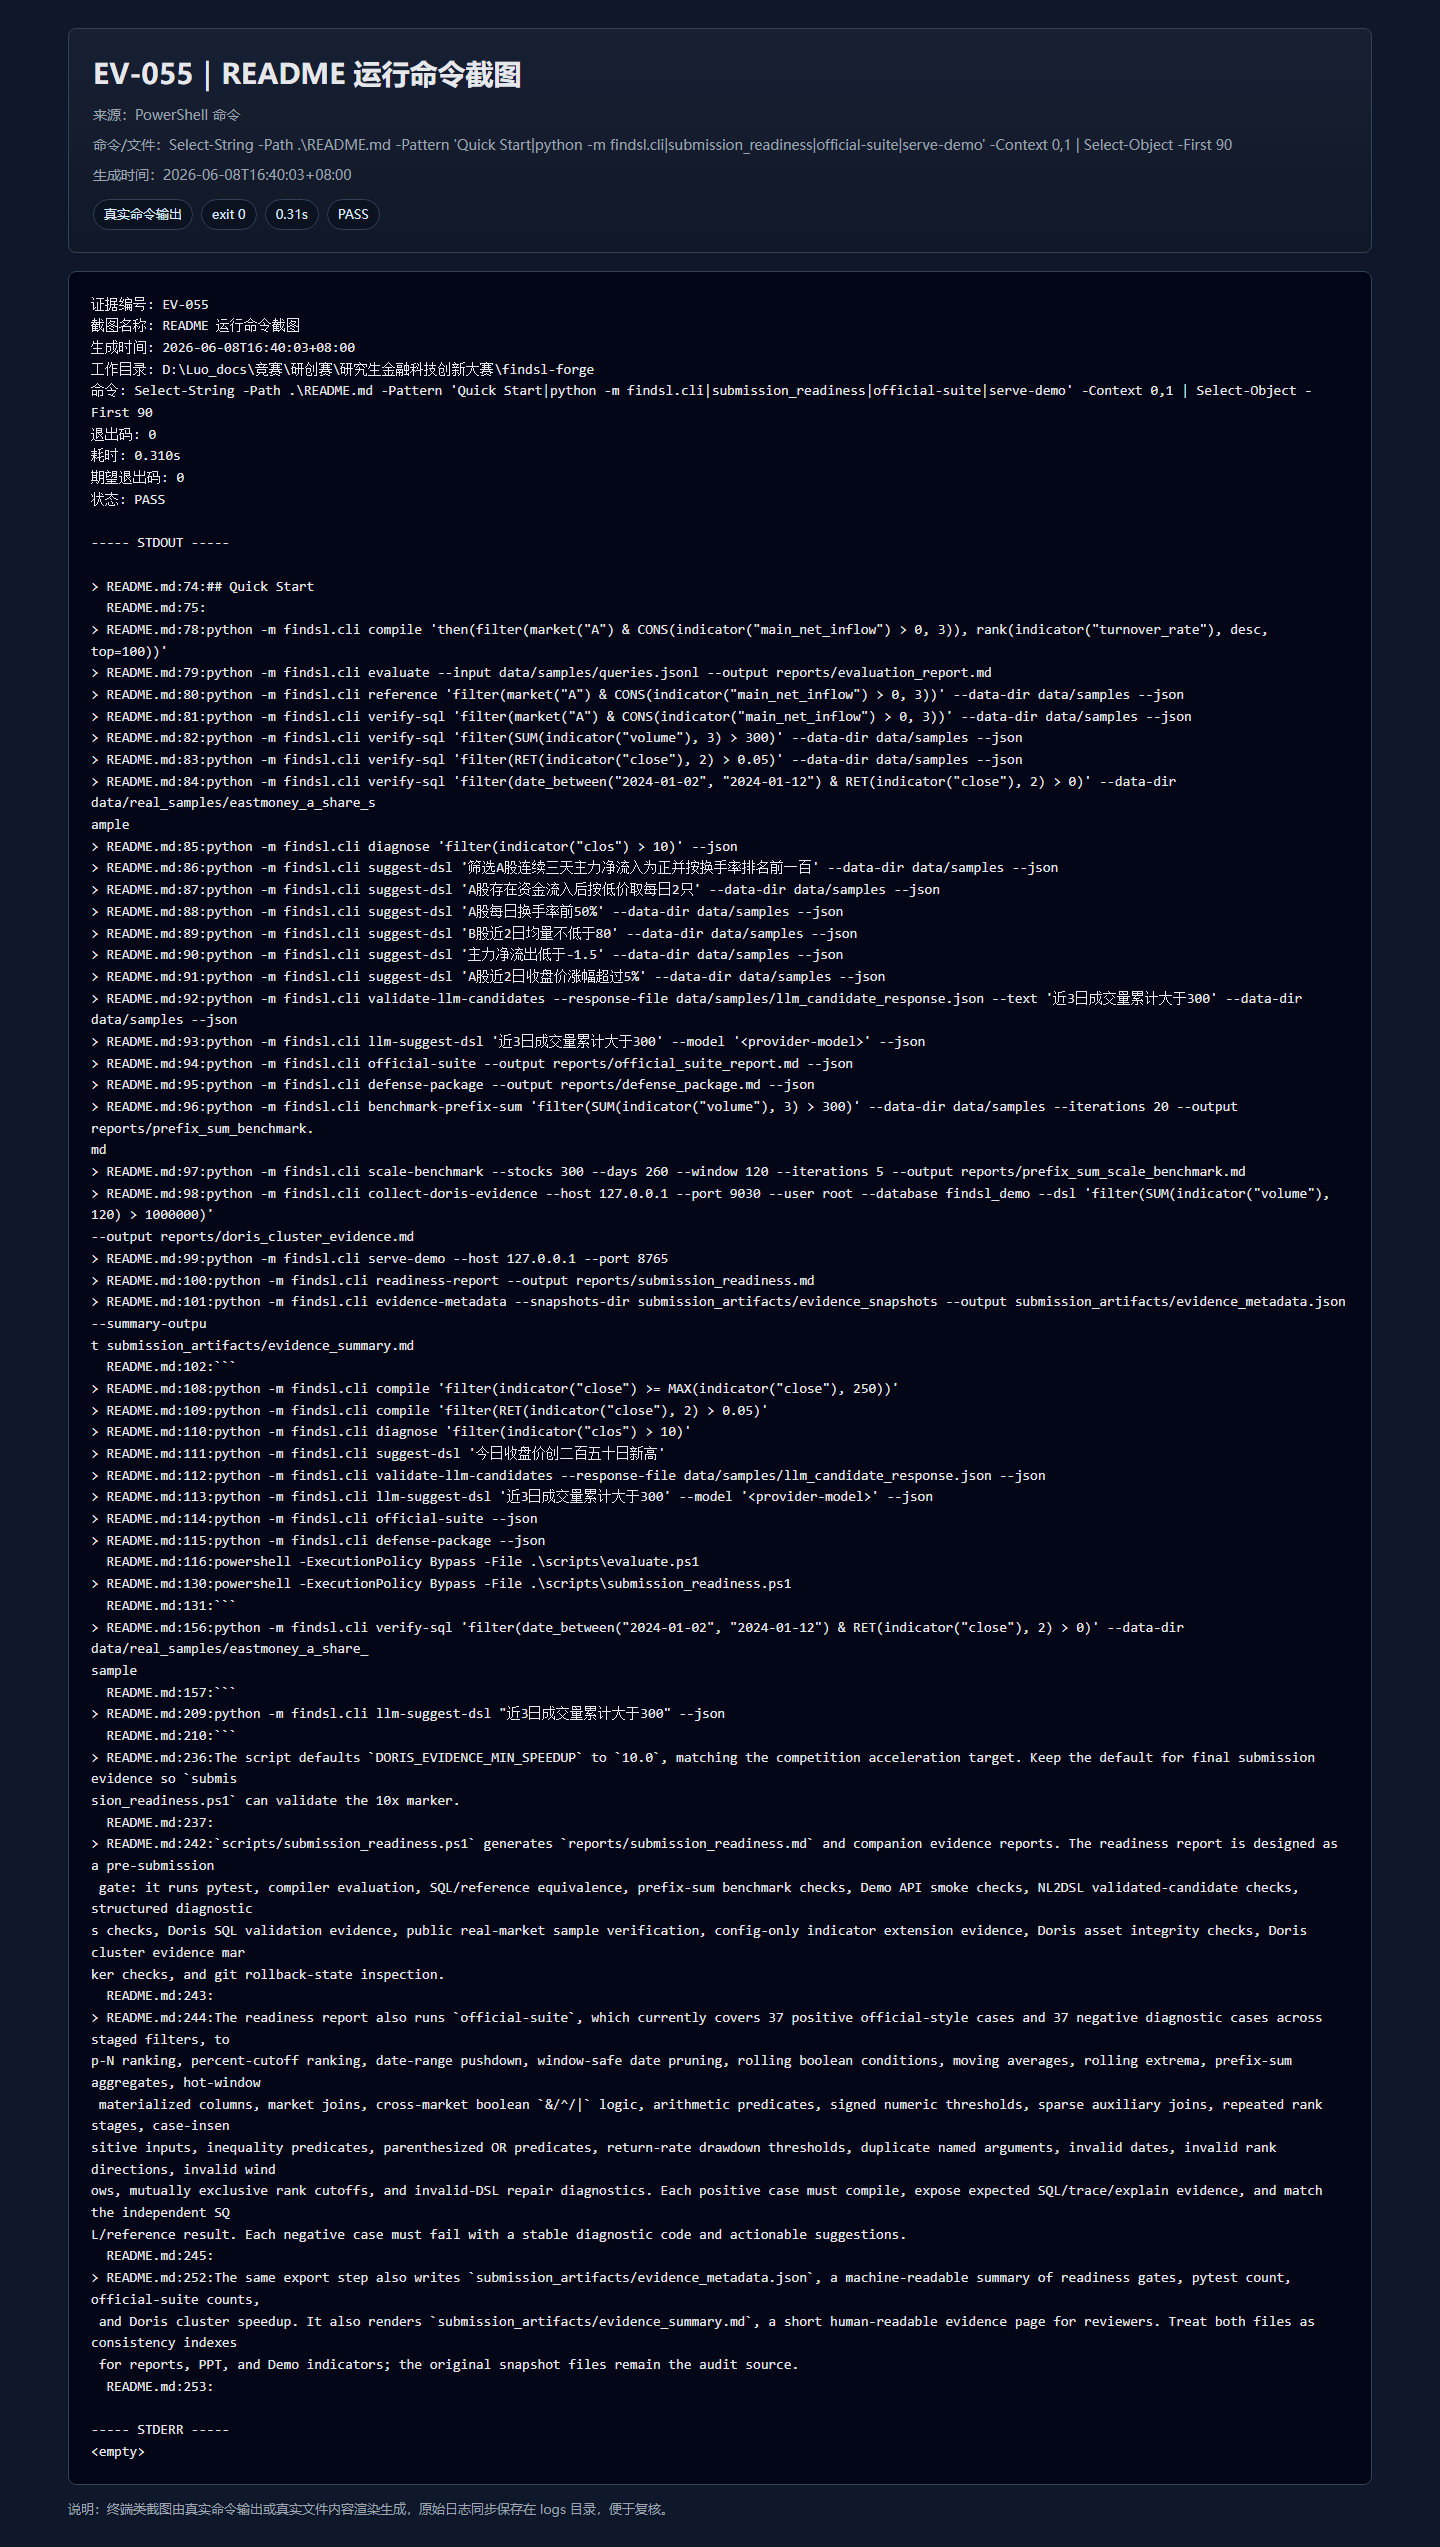 EV-055｜README 运行命令截图
来源：PowerShell 命令
命令/文件：Select-String -Path .\README.md -Pattern 'Quick Start|python -m findsl.cli|submission_readiness|official-suite|serve-demo' -Context 0,1 | Select-Object -First 90
生成时间：2026-06-08T16:40:03+08:00
真实命令输出 exit 0 0.31s PASS
证据编号: EV-055
截图名称: README 运行命令截图
生成时间: 2026-06-08T16:40:03+08:00
工作目录: D:\Luo_docs\竞赛\研创赛\研究生金融科技创新大赛\findsl-forge
命令: Select-String -Path .\README.md -Pattern 'Quick Start|python -m findsl.cli|submission_readiness|official-suite|serve-demo' -Context 0,1 | Select-Object -
First 90
退出码: 0
耗时: 0.310s
期望退出码: 0
状态: PASS
----- STDOUT -----
> README.md:74:## Quick Start
  README.md:75:
> README.md:78:python -m findsl.cli compile 'then(filter(market("A") & CONS(indicator("main_net_inflow") > 0, 3)), rank(indicator("turnover_rate"), desc,
top=100))'
> README.md:79:python -m findsl.cli evaluate --input data/samples/queries.jsonl --output reports/evaluation_report.md
> README.md:80:python -m findsl.cli reference 'filter(market("A") & CONS(indicator("main_net_inflow") > 0, 3))' --data-dir data/samples --json
> README.md:81:python -m findsl.cli verify-sql 'filter(market("A") & CONS(indicator("main_net_inflow") > 0, 3))' --data-dir data/samples --json
> README.md:82:python -m findsl.cli verify-sql 'filter(SUM(indicator("volume"), 3) > 300)' --data-dir data/samples --json
> README.md:83:python -m findsl.cli verify-sql 'filter(RET(indicator("close"), 2) > 0.05)' --data-dir data/samples --json
> README.md:84:python -m findsl.cli verify-sql 'filter(date_between("2024-01-02", "2024-01-12") & RET(indicator("close"), 2) > 0)' --data-dir
data/real_samples/eastmoney_a_share_s
ample
> README.md:85:python -m findsl.cli diagnose 'filter(indicator("clos") > 10)' --json
> README.md:86:python -m findsl.cli suggest-dsl '筛选A股连续三天主力净流入为正并按换手率排名前一百' --data-dir data/samples --json
> README.md:87:python -m findsl.cli suggest-dsl 'A股存在资金流入后按低价取每日2只' --data-dir data/samples --json
> README.md:88:python -m findsl.cli suggest-dsl 'A股每日换手率前50%' --data-dir data/samples --json
> README.md:89:python -m findsl.cli suggest-dsl 'B股近2日均量不低于80' --data-dir data/samples --json
> README.md:90:python -m findsl.cli suggest-dsl '主力净流出低于-1.5' --data-dir data/samples --json
> README.md:91:python -m findsl.cli suggest-dsl 'A股近2日收盘价涨幅超过5%' --data-dir data/samples --json
> README.md:92:python -m findsl.cli validate-llm-candidates --response-file data/samples/llm_candidate_response.json --text '近3日成交量累计大于300' --data-dir
data/samples --json
> README.md:93:python -m findsl.cli llm-suggest-dsl '近3日成交量累计大于300' --model '<provider-model>' --json
> README.md:94:python -m findsl.cli official-suite --output reports/official_suite_report.md --json
> README.md:95:python -m findsl.cli defense-package --output reports/defense_package.md --json
> README.md:96:python -m findsl.cli benchmark-prefix-sum 'filter(SUM(indicator("volume"), 3) > 300)' --data-dir data/samples --iterations 20 --output
reports/prefix_sum_benchmark.
md
> README.md:97:python -m findsl.cli scale-benchmark --stocks 300 --days 260 --window 120 --iterations 5 --output reports/prefix_sum_scale_benchmark.md
> README.md:98:python -m findsl.cli collect-doris-evidence --host 127.0.0.1 --port 9030 --user root --database findsl_demo --dsl 'filter(SUM(indicator("volume"),
120) > 1000000)'
--output reports/doris_cluster_evidence.md
> README.md:99:python -m findsl.cli serve-demo --host 127.0.0.1 --port 8765
> README.md:100:python -m findsl.cli readiness-report --output reports/submission_readiness.md
> README.md:101:python -m findsl.cli evidence-metadata --snapshots-dir submission_artifacts/evidence_snapshots --output submission_artifacts/evidence_metadata.json
--summary-outpu
t submission_artifacts/evidence_summary.md
  README.md:102:```
> README.md:108:python -m findsl.cli compile 'filter(indicator("close") >= MAX(indicator("close"), 250))'
> README.md:109:python -m findsl.cli compile 'filter(RET(indicator("close"), 2) > 0.05)'
> README.md:110:python -m findsl.cli diagnose 'filter(indicator("clos") > 10)'
> README.md:111:python -m findsl.cli suggest-dsl '今日收盘价创二百五十日新高'
> README.md:112:python -m findsl.cli validate-llm-candidates --response-file data/samples/llm_candidate_response.json --json
> README.md:113:python -m findsl.cli llm-suggest-dsl '近3日成交量累计大于300' --model '<provider-model>' --json
> README.md:114:python -m findsl.cli official-suite --json
> README.md:115:python -m findsl.cli defense-package --json
  README.md:116:powershell -ExecutionPolicy Bypass -File .\scripts\evaluate.ps1
> README.md:130:powershell -ExecutionPolicy Bypass -File .\scripts\submission_readiness.ps1
  README.md:131:```
> README.md:156:python -m findsl.cli verify-sql 'filter(date_between("2024-01-02", "2024-01-12") & RET(indicator("close"), 2) > 0)' --data-dir
data/real_samples/eastmoney_a_share_
sample
  README.md:157:```
> README.md:209:python -m findsl.cli llm-suggest-dsl "近3日成交量累计大于300" --json
  README.md:210:```
> README.md:236:The script defaults `DORIS_EVIDENCE_MIN_SPEEDUP` to `10.0`, matching the competition acceleration target. Keep the default for final submission
evidence so `submis
sion_readiness.ps1` can validate the 10x marker.
  README.md:237:
> README.md:242:`scripts/submission_readiness.ps1` generates `reports/submission_readiness.md` and companion evidence reports. The readiness report is designed as
a pre-submission
 gate: it runs pytest, compiler evaluation, SQL/reference equivalence, prefix-sum benchmark checks, Demo API smoke checks, NL2DSL validated-candidate checks,
structured diagnostic
s checks, Doris SQL validation evidence, public real-market sample verification, config-only indicator extension evidence, Doris asset integrity checks, Doris
cluster evidence mar
ker checks, and git rollback-state inspection.
  README.md:243:
> README.md:244:The readiness report also runs `official-suite`, which currently covers 37 positive official-style cases and 37 negative diagnostic cases across
staged filters, to
p-N ranking, percent-cutoff ranking, date-range pushdown, window-safe date pruning, rolling boolean conditions, moving averages, rolling extrema, prefix-sum
aggregates, hot-window
 materialized columns, market joins, cross-market boolean `&/^/|` logic, arithmetic predicates, signed numeric thresholds, sparse auxiliary joins, repeated rank
stages, case-insen
sitive inputs, inequality predicates, parenthesized OR predicates, return-rate drawdown thresholds, duplicate named arguments, invalid dates, invalid rank
directions, invalid wind
ows, mutually exclusive rank cutoffs, and invalid-DSL repair diagnostics. Each positive case must compile, expose expected SQL/trace/explain evidence, and match
the independent SQ
L/reference result. Each negative case must fail with a stable diagnostic code and actionable suggestions.
  README.md:245:
> README.md:252:The same export step also writes `submission_artifacts/evidence_metadata.json`, a machine-readable summary of readiness gates, pytest count,
official-suite counts,
 and Doris cluster speedup. It also renders `submission_artifacts/evidence_summary.md`, a short human-readable evidence page for reviewers. Treat both files as
consistency indexes
 for reports, PPT, and Demo indicators; the original snapshot files remain the audit source.
  README.md:253:
----- STDERR -----
<empty>
说明：终端类截图由真实命令输出或真实文件内容渲染生成，原始日志同步保存在 logs 目录，便于复核。